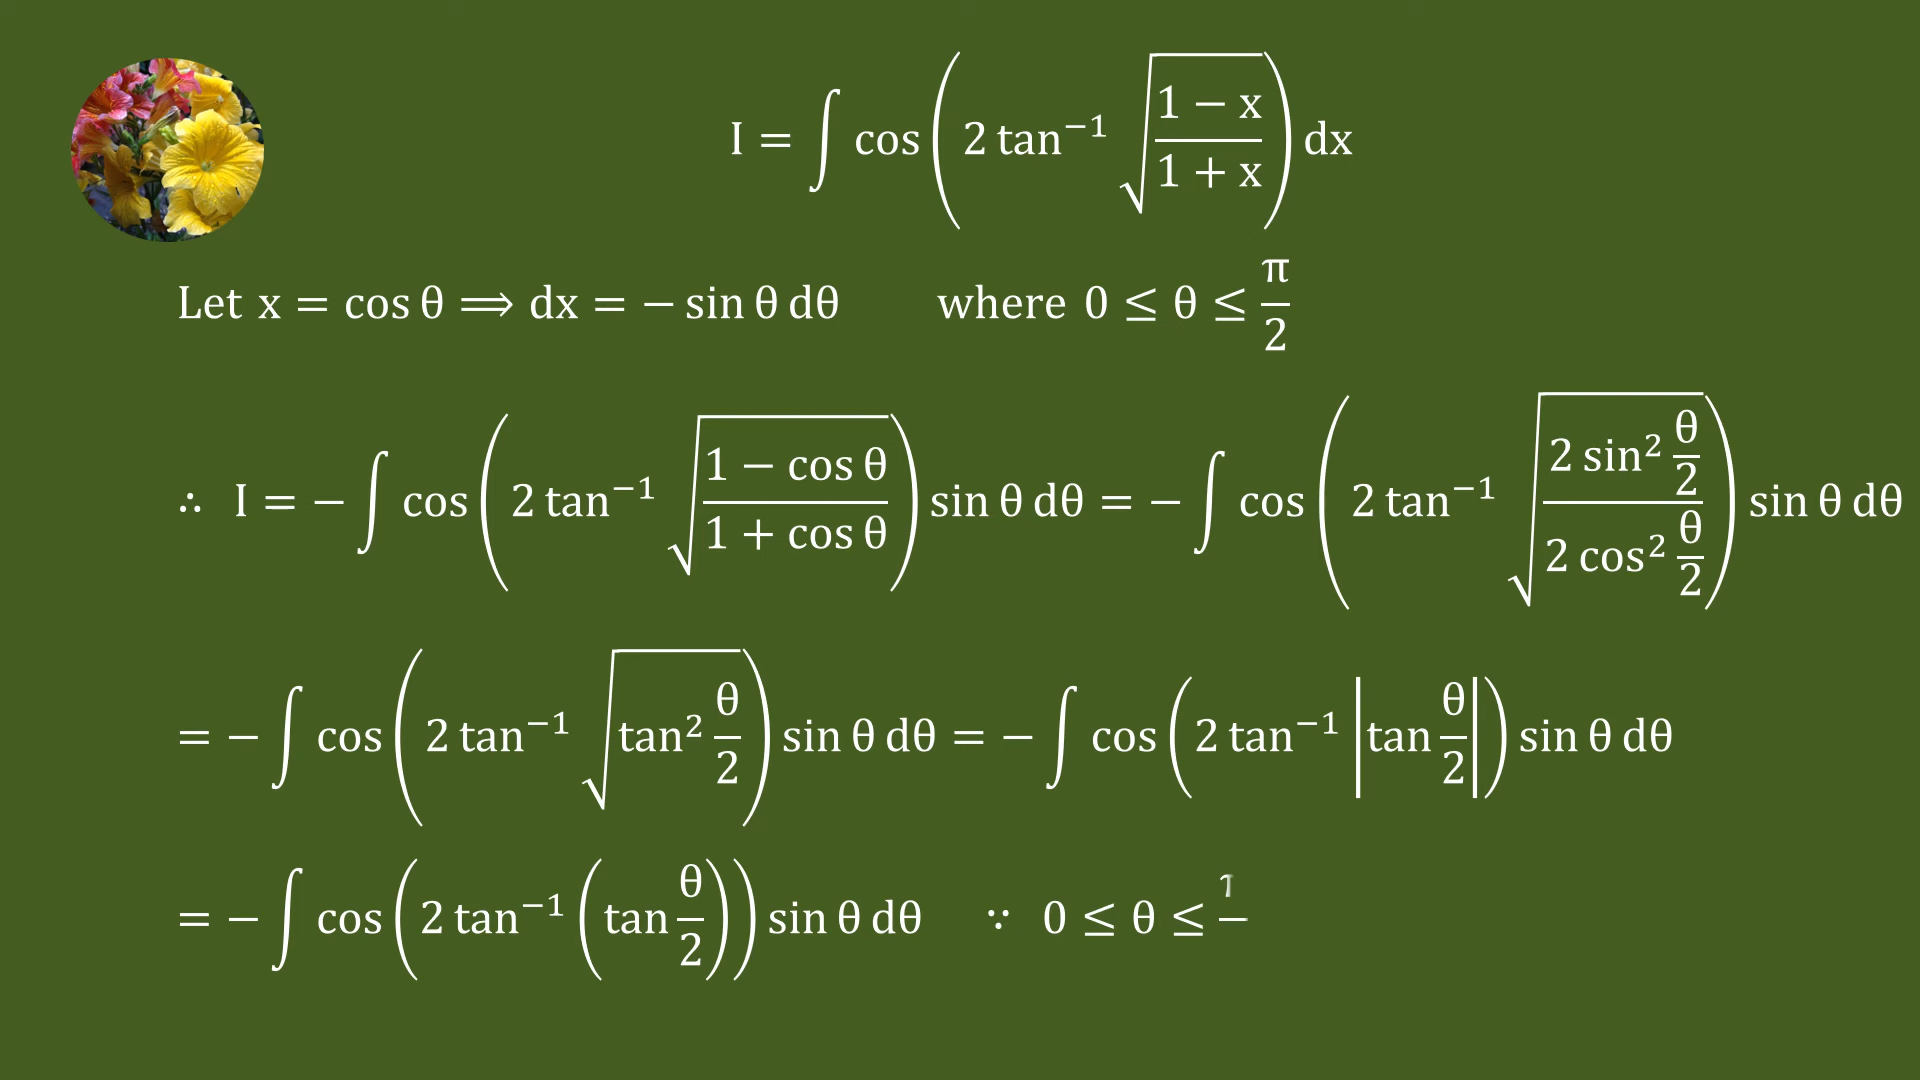 I = ∫ cos(2 tan⁻¹ √((1 − x)/(1 + x))) dx
Let x = cos θ ⟹ dx = − sin θ dθ where 0 ≤ θ ≤ π/2
∴ I = − ∫ cos(2 tan⁻¹ √((1 − cos θ)/(1 + cos θ))) sin θ dθ = − ∫ cos(2 tan⁻¹ √((2 sin² θ/2)/(2 cos² θ/2))) sin θ dθ
= − ∫ cos(2 tan⁻¹ √(tan² θ/2)) sin θ dθ = − ∫ cos(2 tan⁻¹ |tan θ/2|) sin θ dθ
= − ∫ cos(2 tan⁻¹ (tan θ/2)) sin θ dθ ∵ 0 ≤ θ ≤